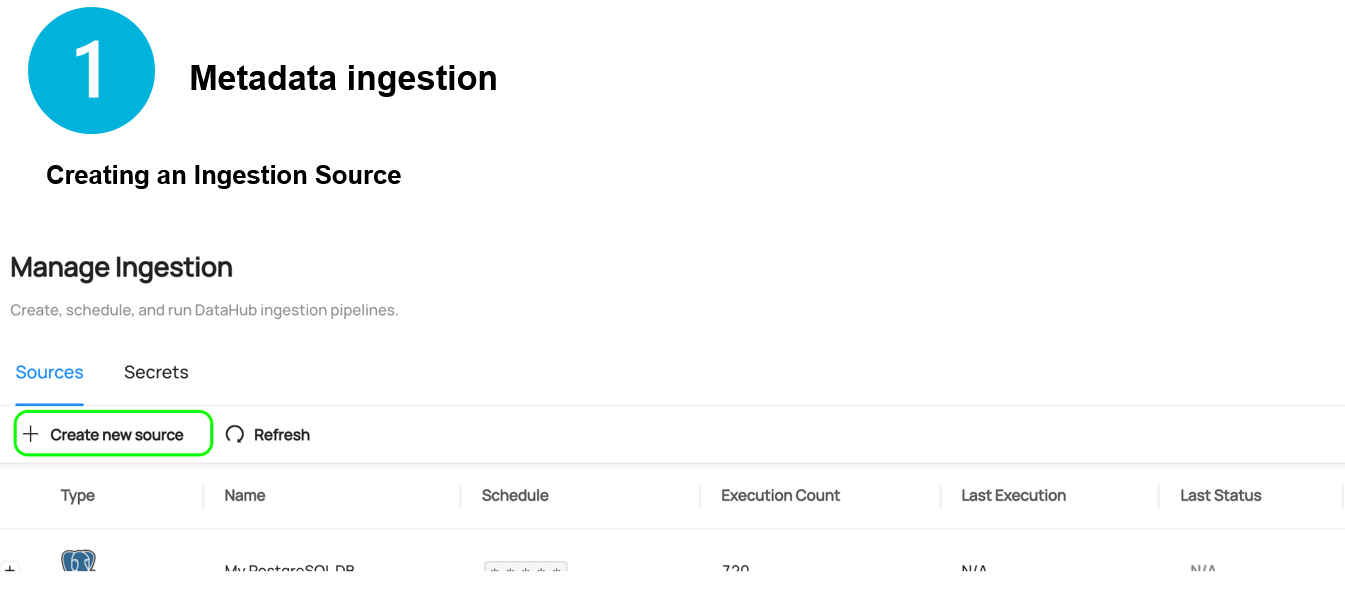 1
Metadata ingestion
Creating an Ingestion Source
Manage Ingestion
Create, schedule, and run DataHub ingestion pipelines.
Sources Secrets
+ Create new source Refresh
Type Name Schedule Execution Count Last Execution Last Status
+ My PostgreSQL DB * * * * * 720 N/A N/A